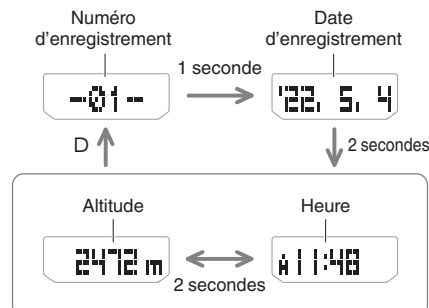 Numéro
d’enregistrement
Date
d’enregistrement
1 seconde
-01-
’22. 5. 4
D
2 secondes
Altitude
Heure
2472 m
A 11:48
2 secondes